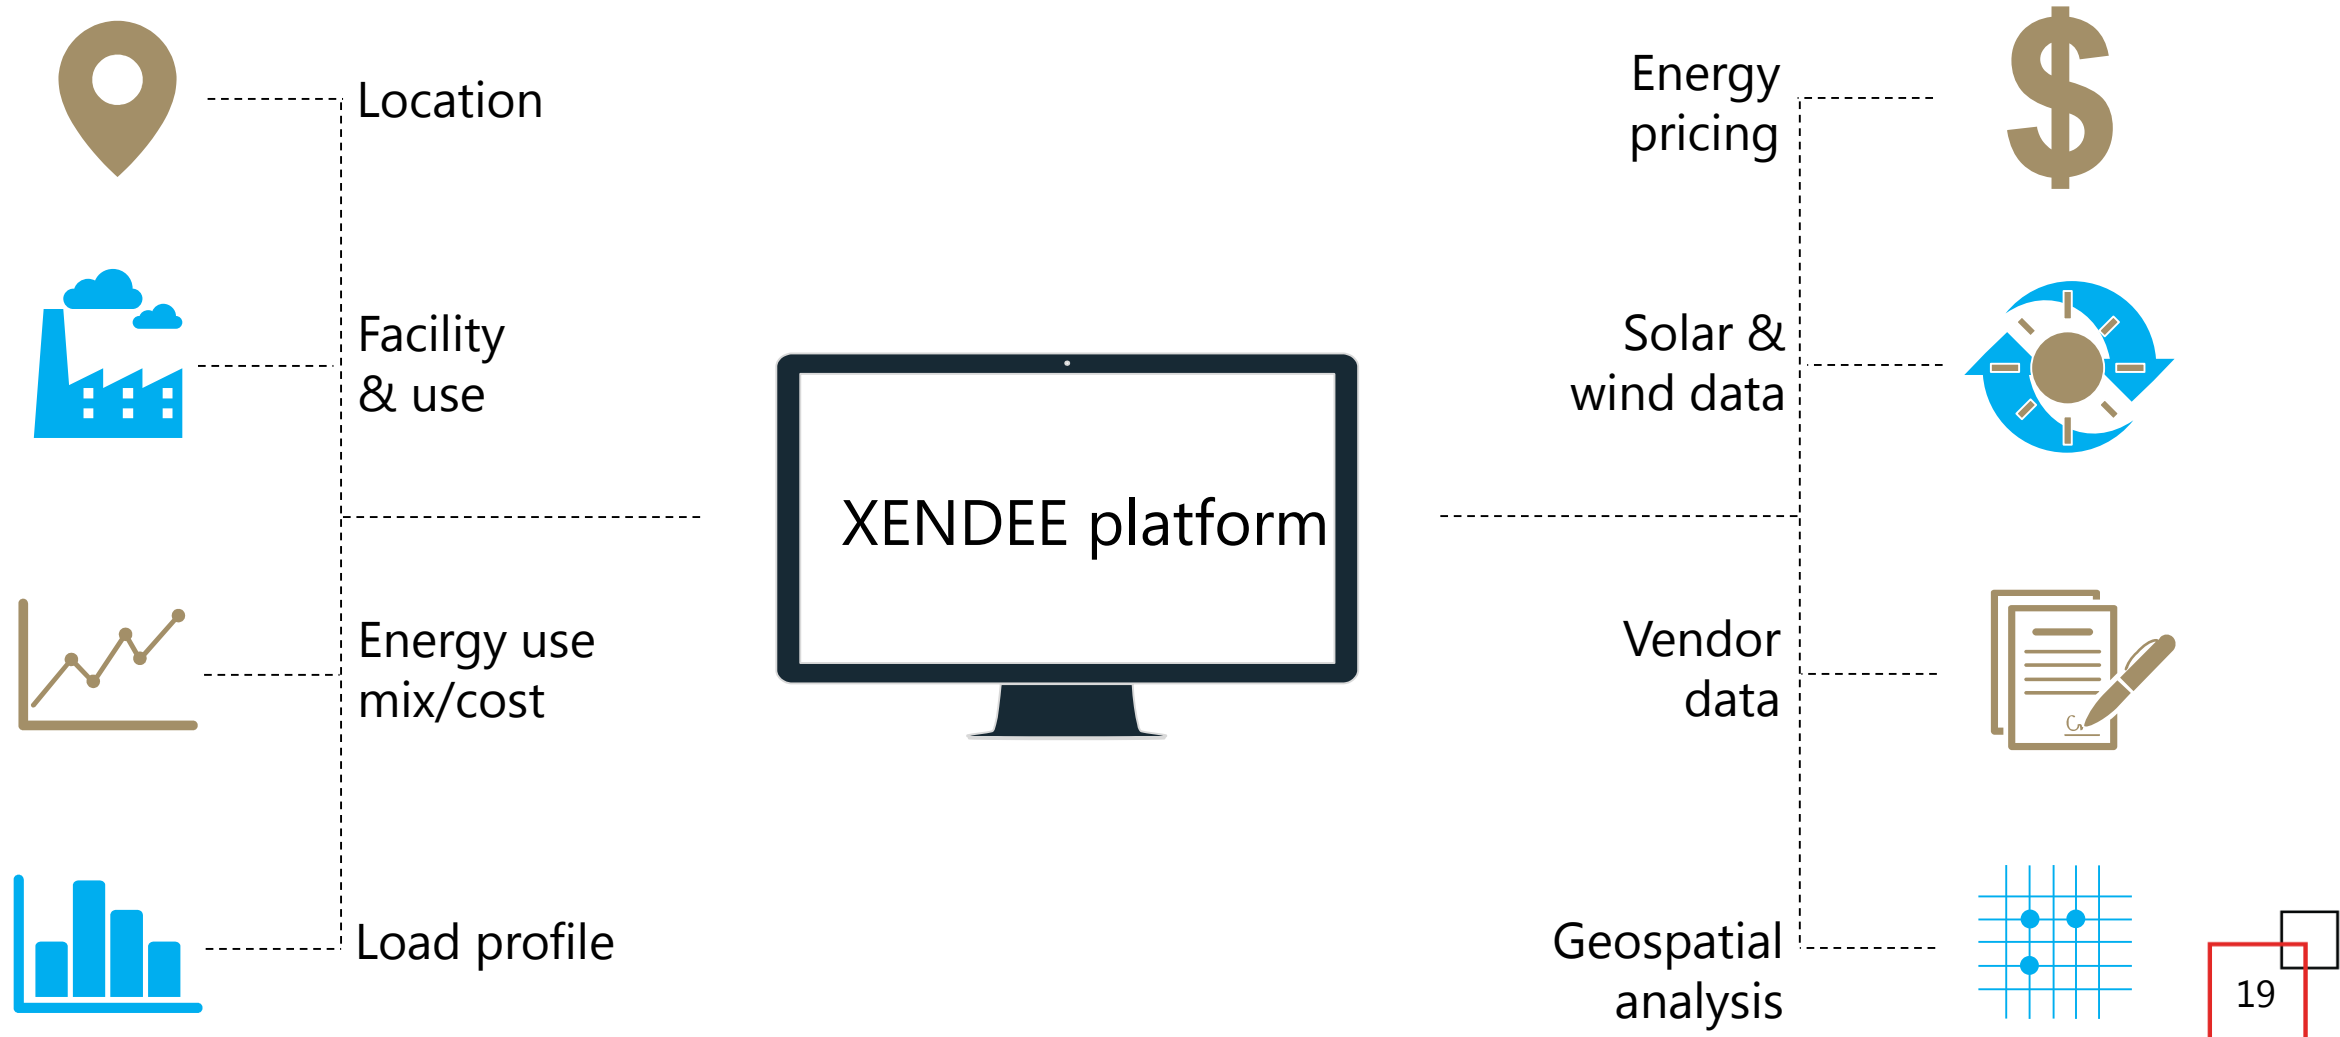 Location
Facility
& use
Energy use
mix/cost
Load profile
XENDEE platform
Energy
pricing
Solar &
wind data
Vendor
data
Geospatial
analysis
19